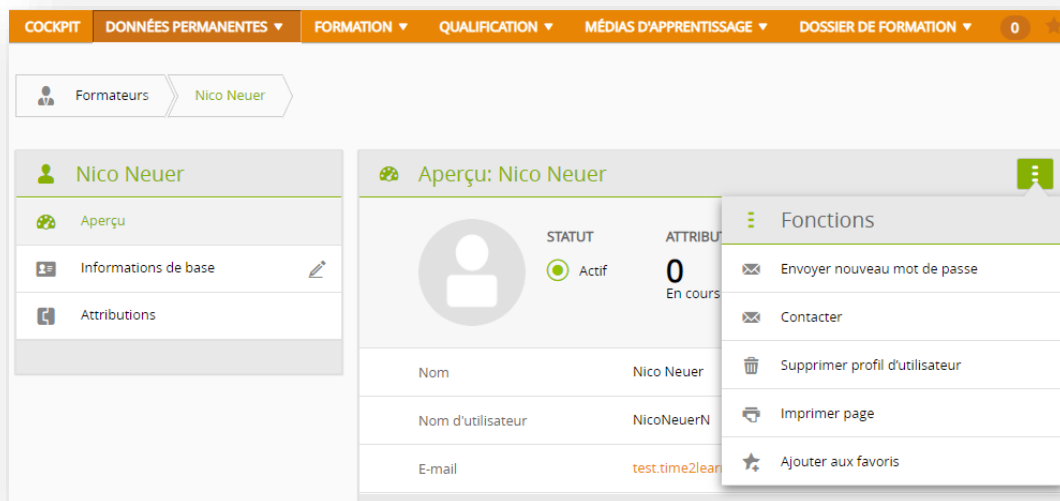 COCKPIT DONNÉES PERMANENTES FORMATION QUALIFICATION MÉDIAS D'APPRENTISSAGE DOSSIER DE FORMATION 0
Formateurs Nico Neuer
Nico Neuer
Aperçu
Informations de base
Attributions
Aperçu: Nico Neuer
STATUT
Actif
ATTRIBUT
0
En cours
Nom Nico Neuer
Nom d'utilisateur NicoNeuerN
E-mail test.time2lear
Fonctions
Envoyer nouveau mot de passe
Contacter
Supprimer profil d'utilisateur
Imprimer page
Ajouter aux favoris